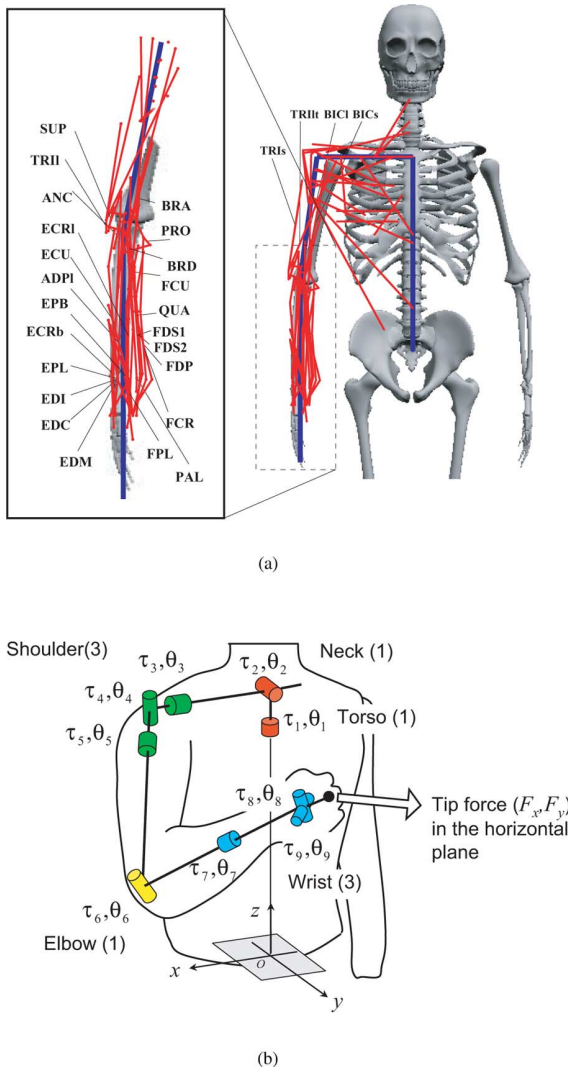 SUP
TRIl
ANC
ECRl
ECU
ADPl
EPB
ECRb
EPL
EDI
EDC
EDM
BRA
PRO
BRD
FCU
QUA
FDS1
FDS2
FDP
FCR
FPL
PAL
TRIlt BICl BICs
TRIs
(a)
Shoulder(3)
τ3,θ3
τ4,θ4
τ5,θ5
τ2,θ2
Neck (1)
τ1,θ1
Torso (1)
τ8,θ8
Tip force (Fx,Fy)
in the horizontal
plane
τ7,θ7
τ9,θ9
Wrist (3)
τ6,θ6
Elbow (1)
z
x
O
y
(b)